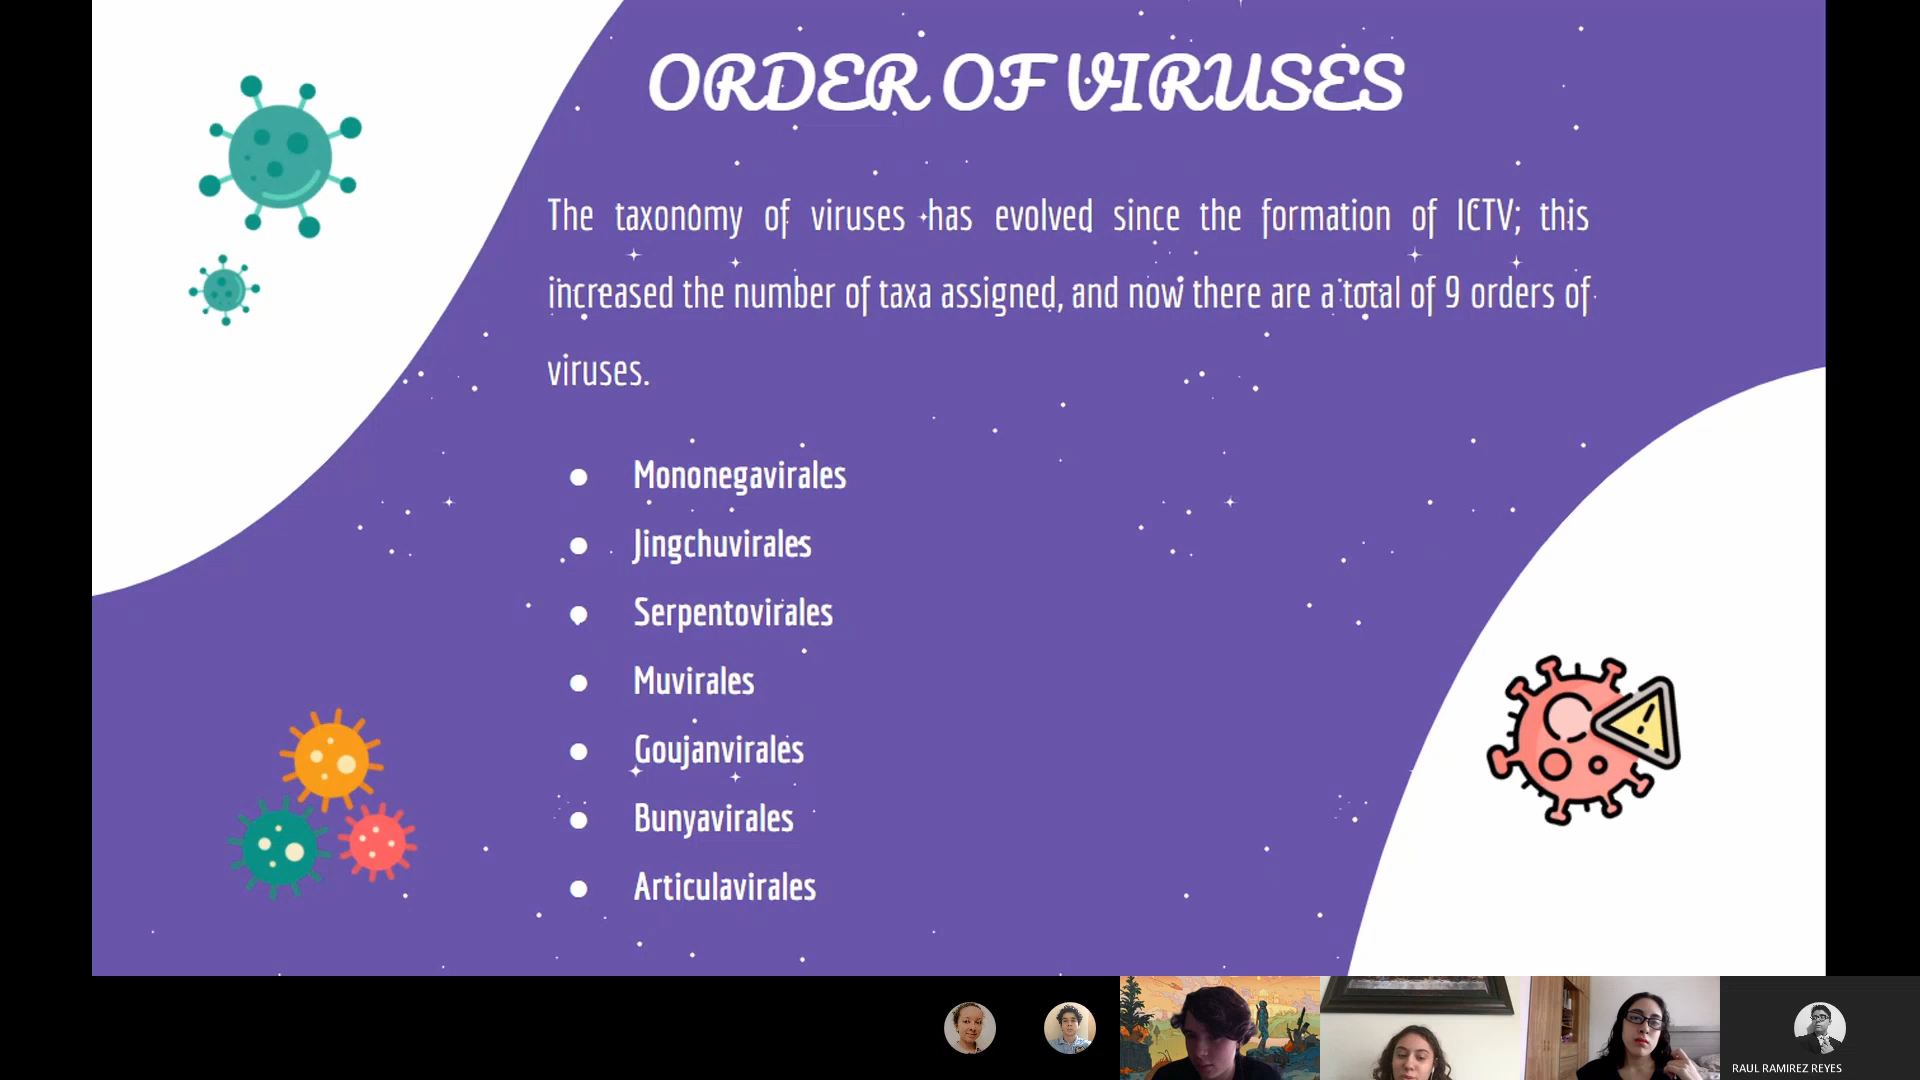 ORDER OF VIRUSES
The taxonomy of viruses has evolved since the formation of ICTV; this
increased the number of taxa assigned, and now there are a total of 9 orders of
viruses.
● Mononegavirales
● Jingchuvirales
● Serpentovirales
● Muvirales
● Goujanvirales
● Bunyavirales
● Articulavirales
RAUL RAMIREZ REYES